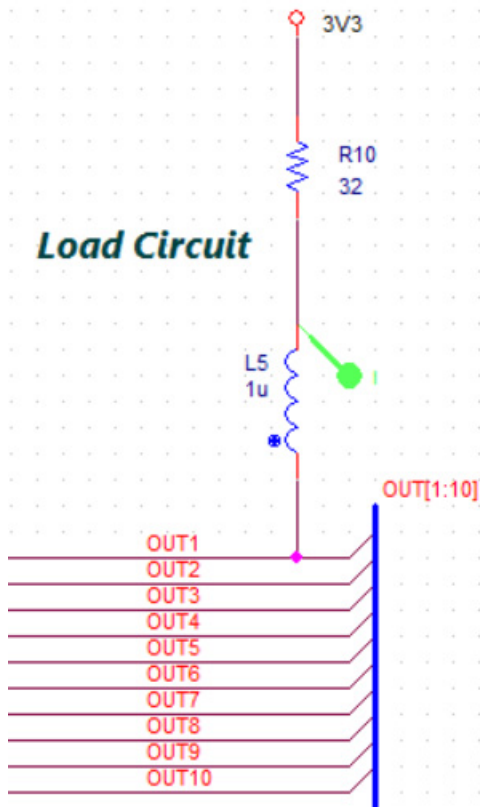 3V3
R10
32
Load Circuit
L5
1u
I
OUT[1:10]
OUT1
OUT2
OUT3
OUT4
OUT5
OUT6
OUT7
OUT8
OUT9
OUT10